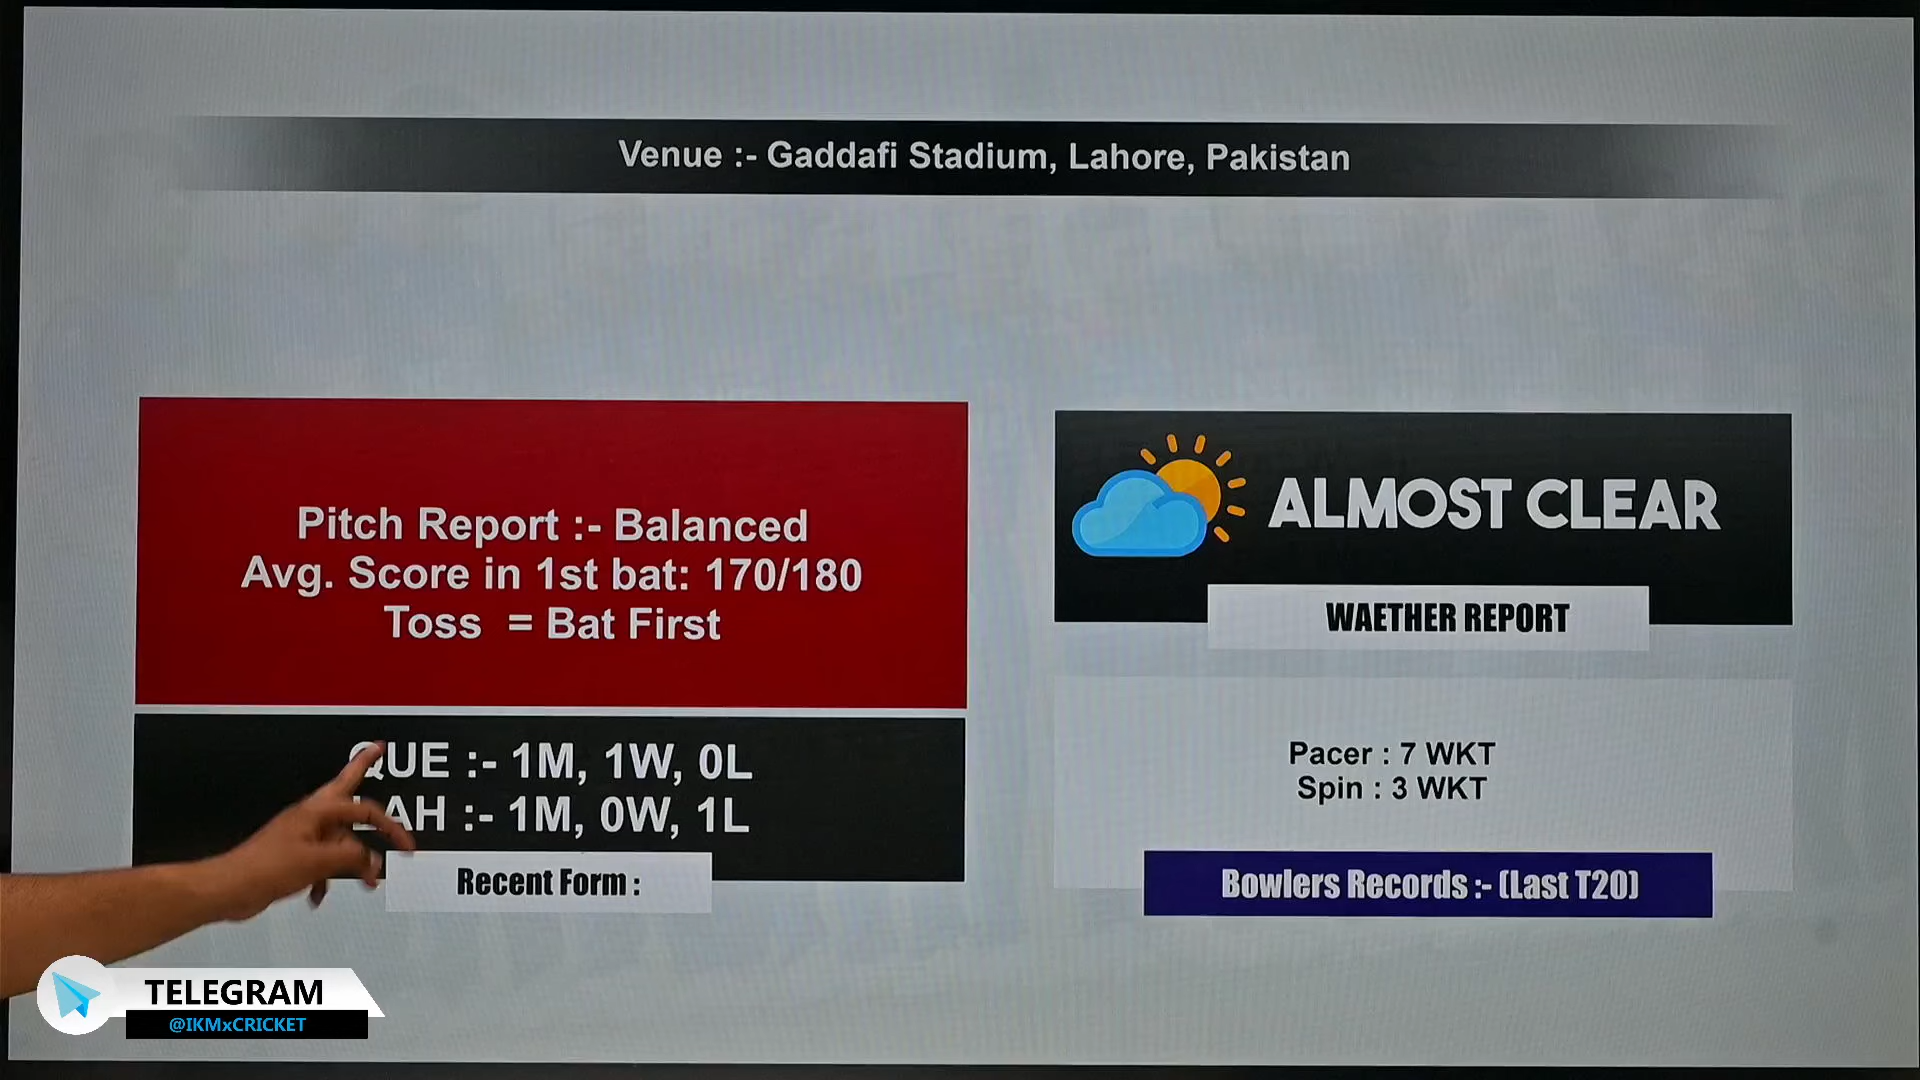 Venue :- Gaddafi Stadium, Lahore, Pakistan
Pitch Report :- Balanced
Avg. Score in 1st bat: 170/180
Toss = Bat First
QUE :- 1M, 1W, 0L
LAH :- 1M, 0W, 1L
Recent Form :
ALMOST CLEAR
WAETHER REPORT
Pacer : 7 WKT
Spin : 3 WKT
Bowlers Records :- (Last T20)
TELEGRAM
@IKMxCRICKET